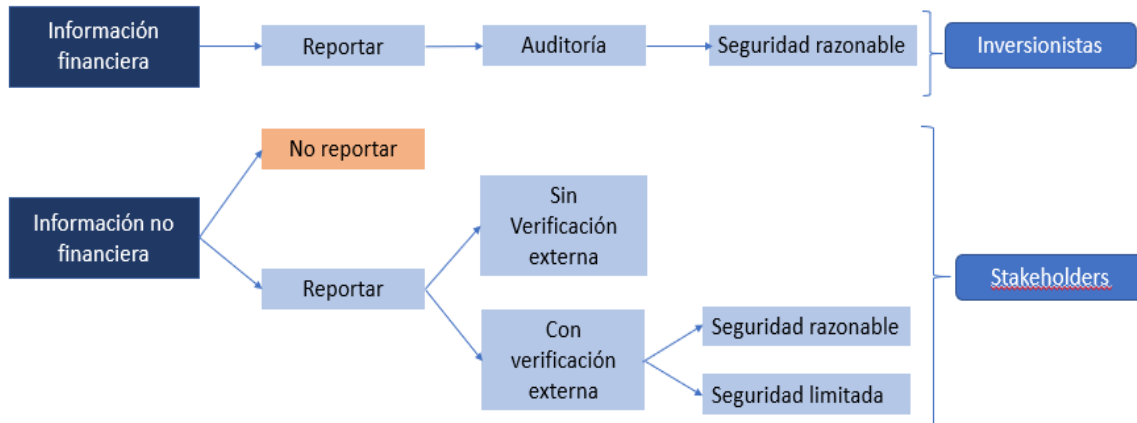 Información
financiera
Reportar
Auditoría
Seguridad razonable
Inversionistas
No reportar
Información no
financiera
Reportar
Sin
Verificación
externa
Con
verificación
externa
Seguridad razonable
Seguridad limitada
Stakeholders